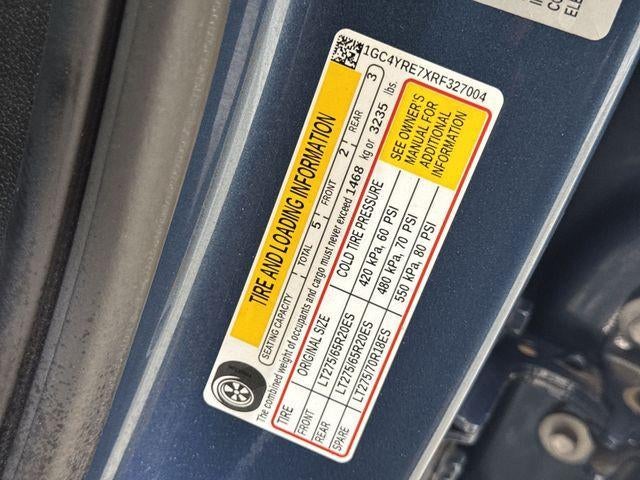 1GC4YRE7XRF327004
TIRE AND LOADING INFORMATION
SEATING CAPACITY TOTAL 5 FRONT 2 REAR 3
The combined weight of occupants and cargo must never exceed 1468 kg or 3235 lbs.
TIRE ORIGINAL SIZE COLD TIRE PRESSURE
FRONT LT275/65R20ES 420 kPa, 60 PSI
REAR LT275/65R20ES 480 kPa, 70 PSI
SPARE LT275/70R18ES 550 kPa, 80 PSI
SEE OWNER'S
MANUAL FOR
ADDITIONAL
INFORMATION